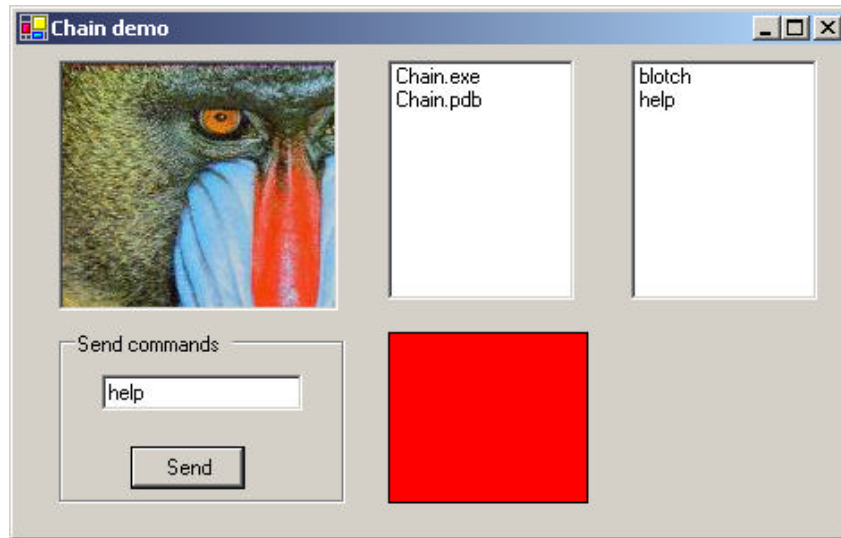 Chain demo
Chain.exe
Chain.pdb
blotch
help
Send commands
help
Send